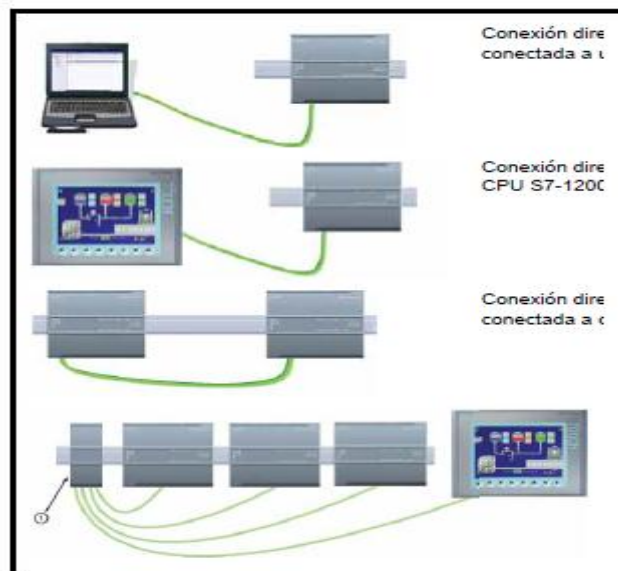 Conexión dire
conectada a u
Conexión dire
CPU S7-1200
Conexión dire
conectada a c
①